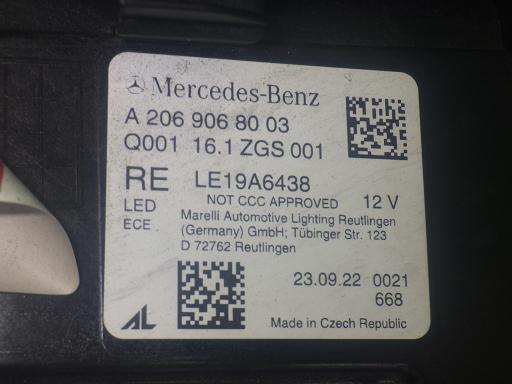 Mercedes-Benz
A 206 906 80 03
Q001 16.1 ZGS 001
RE LE19A6438
LED NOT CCC APPROVED 12 V
ECE Marelli Automotive Lighting Reutlingen
(Germany) GmbH; Tübinger Str. 123
D 72762 Reutlingen
23.09.22 0021
668
AL Made in Czech Republic